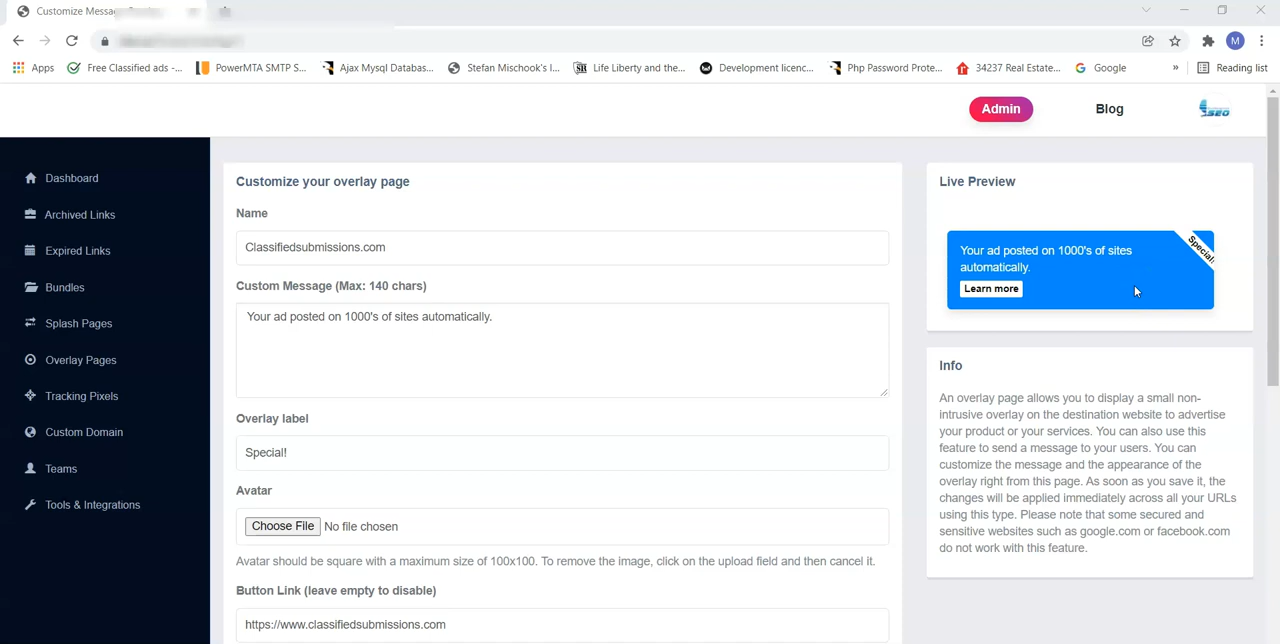 Customize Messag
M
Apps
Free Classified ads -...
PowerMTA SMTP S...
Ajax Mysql Databas...
Stefan Mischook's I...
Life Liberty and the...
Development licenc...
Php Password Prote...
34237 Real Estate...
Google
»
Reading list
Admin
Blog
SEO
Dashboard
Archived Links
Expired Links
Bundles
Splash Pages
Overlay Pages
Tracking Pixels
Custom Domain
Teams
Tools & Integrations
Customize your overlay page
Name
Classifiedsubmissions.com
Custom Message (Max: 140 chars)
Your ad posted on 1000's of sites automatically.
Overlay label
Special!
Avatar
Choose File No file chosen
Avatar should be square with a maximum size of 100x100. To remove the image, click on the upload field and then cancel it.
Button Link (leave empty to disable)
https://www.classifiedsubmissions.com
Live Preview
Your ad posted on 1000's of sites
automatically.
Learn more
Special!
Info
An overlay page allows you to display a small non-
intrusive overlay on the destination website to advertise
your product or your services. You can also use this
feature to send a message to your users. You can
customize the message and the appearance of the
overlay right from this page. As soon as you save it, the
changes will be applied immediately across all your URLs
using this type. Please note that some secured and
sensitive websites such as google.com or facebook.com
do not work with this feature.